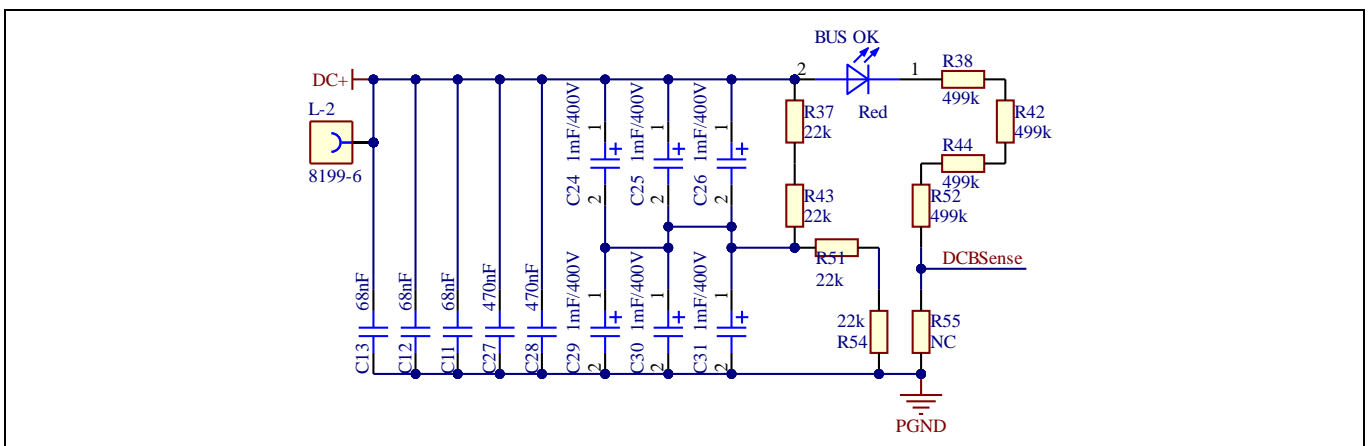 BUS OK
DC+
2
1
R38
499k
L-2
8199-6
R37
22k
Red
R42
499k
R44
499k
C24
1mF/400V
1
2
C25
1mF/400V
1
2
C26
1mF/400V
1
2
R43
22k
R52
499k
R51
22k
DCBSense
C13
68nF
C12
68nF
C11
68nF
C27
470nF
C28
470nF
C29
1mF/400V
1
2
C30
1mF/400V
1
2
C31
1mF/400V
1
2
22k
R54
R55
NC
PGND